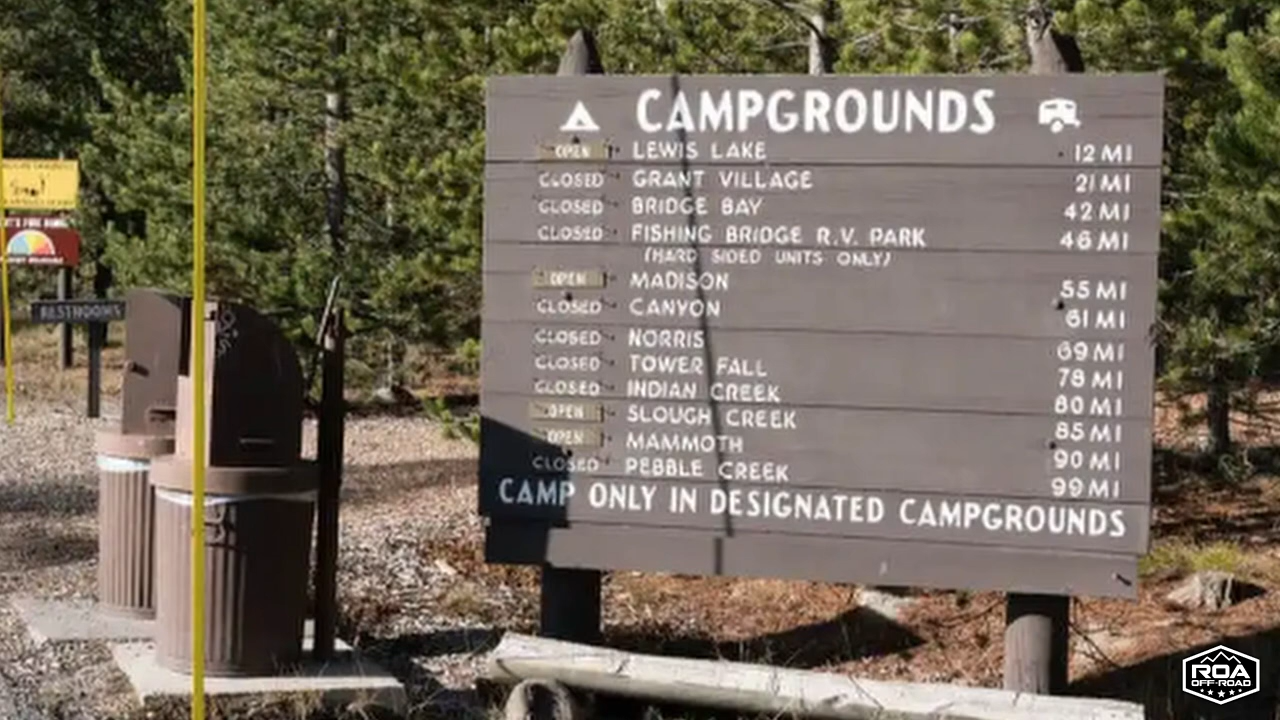 CAMPGROUNDS
OPEN LEWIS LAKE 12 MI
CLOSED GRANT VILLAGE 21 MI
CLOSED BRIDGE BAY 42 MI
CLOSED FISHING BRIDGE R.V. PARK 46 MI
(HARD SIDED UNITS ONLY)
OPEN MADISON 55 MI
CLOSED CANYON 61 MI
CLOSED NORRIS 69 MI
CLOSED TOWER FALL 78 MI
CLOSED INDIAN CREEK 80 MI
OPEN SLOUGH CREEK 85 MI
OPEN MAMMOTH 90 MI
CLOSED PEBBLE CREEK 99 MI
CAMP ONLY IN DESIGNATED CAMPGROUNDS
RESTROOMS
ROA
OFF-ROAD